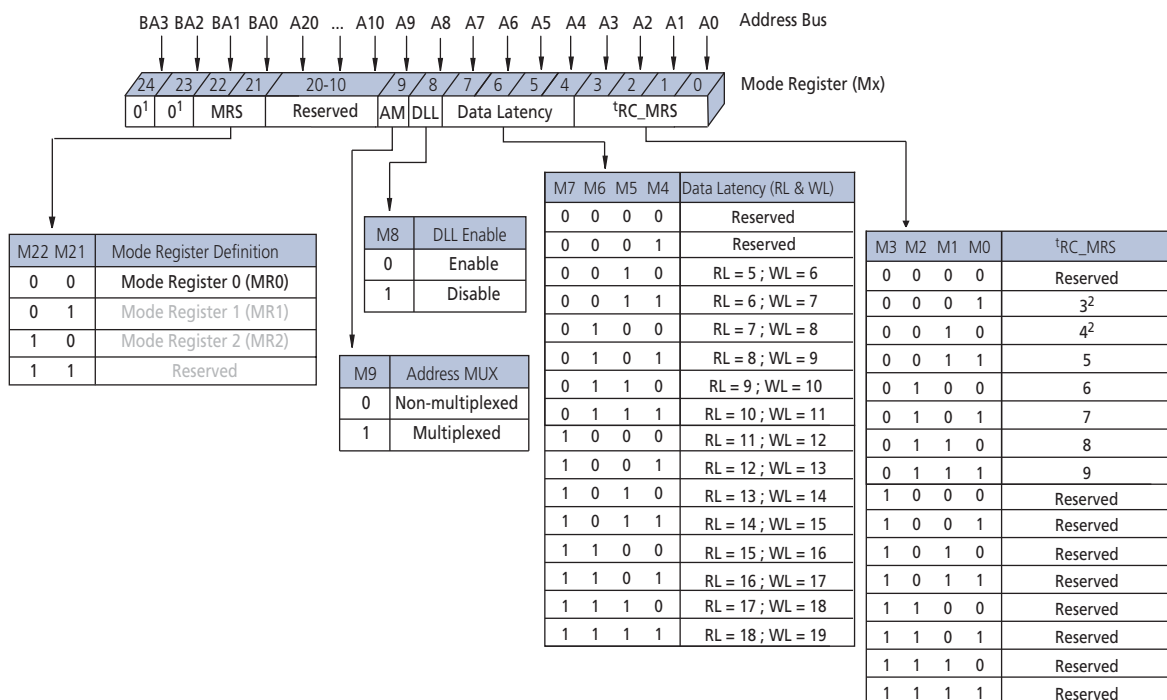 BA3 BA2 BA1 BA0 A20 ... A10 A9 A8 A7 A6 A5 A4 A3 A2 A1 A0 Address Bus
24 23 22 21 20-10 9 8 7 6 5 4 3 2 1 0 Mode Register (Mx)
0¹ 0¹ MRS Reserved AM DLL Data Latency ᵗRC_MRS
M22 M21 Mode Register Definition
0 0 Mode Register 0 (MR0)
0 1 Mode Register 1 (MR1)
1 0 Mode Register 2 (MR2)
1 1 Reserved
M9 Address MUX
0 Non-multiplexed
1 Multiplexed
M8 DLL Enable
0 Enable
1 Disable
M7 M6 M5 M4 Data Latency (RL & WL)
0 0 0 0 Reserved
0 0 0 1 Reserved
0 0 1 0 RL = 5 ; WL = 6
0 0 1 1 RL = 6 ; WL = 7
0 1 0 0 RL = 7 ; WL = 8
0 1 0 1 RL = 8 ; WL = 9
0 1 1 0 RL = 9 ; WL = 10
0 1 1 1 RL = 10 ; WL = 11
1 0 0 0 RL = 11 ; WL = 12
1 0 0 1 RL = 12 ; WL = 13
1 0 1 0 RL = 13 ; WL = 14
1 0 1 1 RL = 14 ; WL = 15
1 1 0 0 RL = 15 ; WL = 16
1 1 0 1 RL = 16 ; WL = 17
1 1 1 0 RL = 17 ; WL = 18
1 1 1 1 RL = 18 ; WL = 19
M3 M2 M1 M0 ᵗRC_MRS
0 0 0 0 Reserved
0 0 0 1 3²
0 0 1 0 4²
0 0 1 1 5
0 1 0 0 6
0 1 0 1 7
0 1 1 0 8
0 1 1 1 9
1 0 0 0 Reserved
1 0 0 1 Reserved
1 0 1 0 Reserved
1 0 1 1 Reserved
1 1 0 0 Reserved
1 1 0 1 Reserved
1 1 1 0 Reserved
1 1 1 1 Reserved